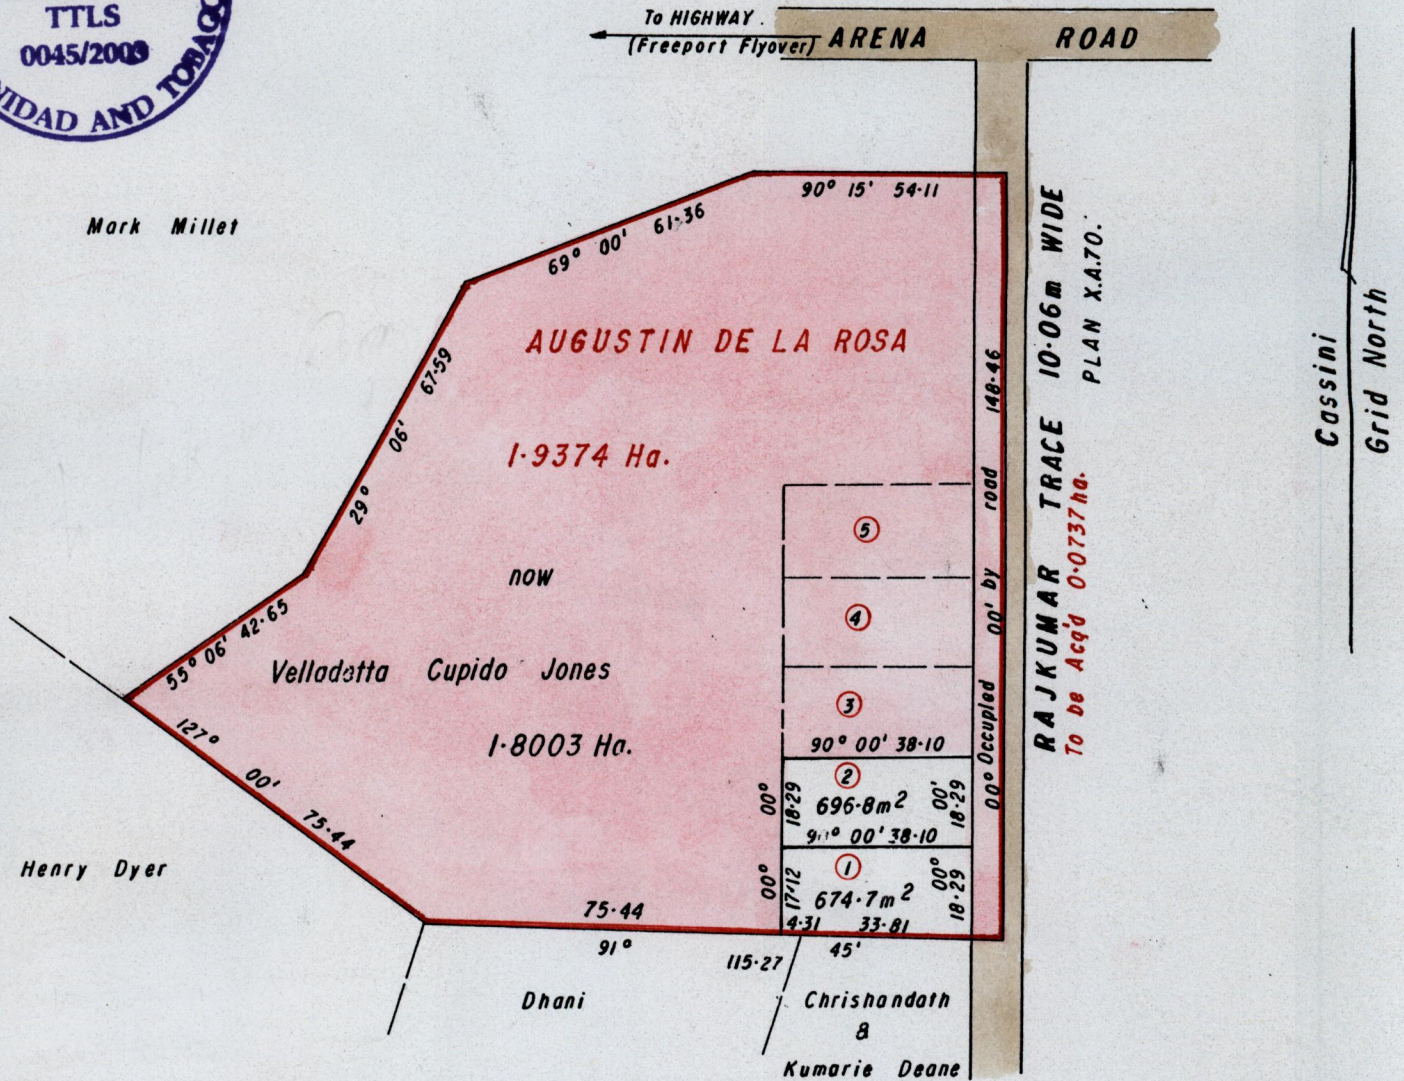 TTLS
0045/2003
NIDAD AND TOBAGO
To HIGHWAY.
(Freeport Flyover)
ARENA ROAD
Mark Millet
90° 15' 54·11
69° 00' 61·36
29° 06' 67·59
55° 06' 42·65
127° 00' 75·44
AUGUSTIN DE LA ROSA
1·9374 Ha.
now
Velladetta Cupido Jones
1·8003 Ha.
00° Occupied 00' by road 148·46
RAJKUMAR TRACE 10·06m WIDE
PLAN X.A.70.
To be Acq'd 0·0737 ha.
Cassini
Grid North
5
4
3
90° 00' 38·10
2
696·8m²
00° 18·29
00' 18·29
00' 38·10
1
674·7m²
00° 17·12
00° 18·29
4·31 33·81
75·44
91° 45'
115·27
Henry Dyer
Dhani
Chrishandath
&
Kumarie Deane